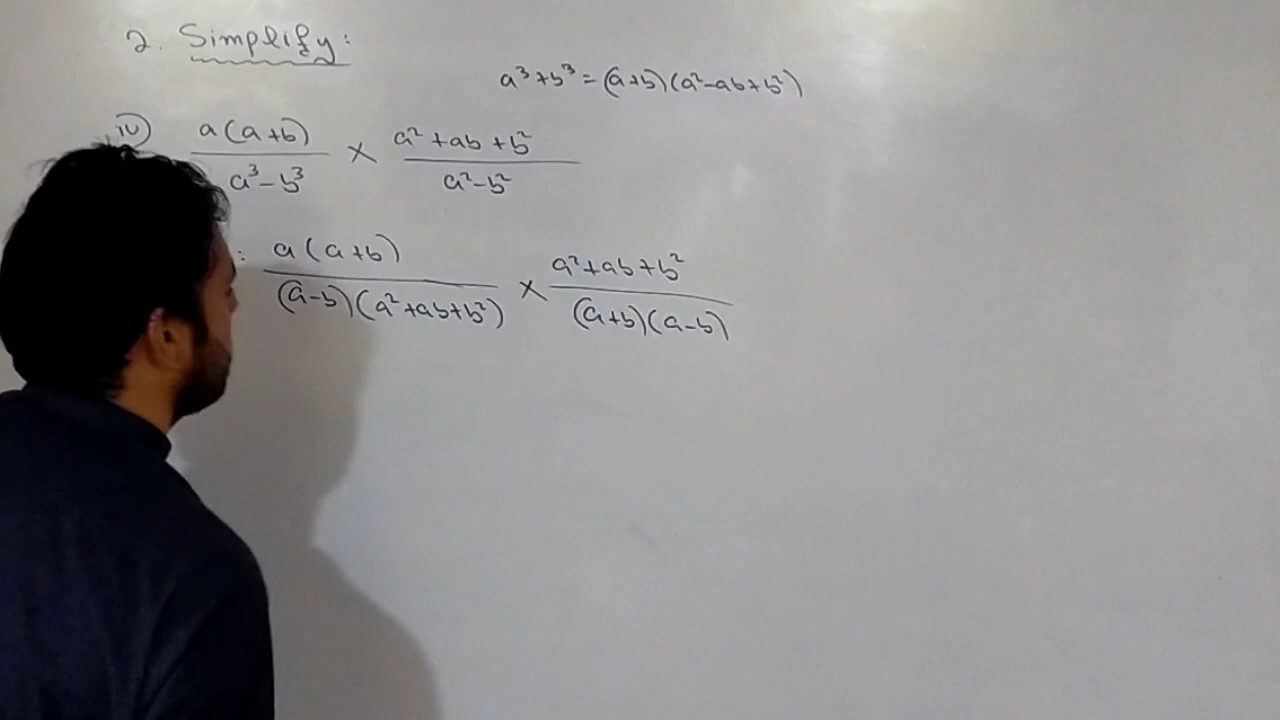 2. Simplify:
a³+b³=(a+b)(a²-ab+b²)
iv) a(a+b) / a³-b³ × a²+ab+b² / a²-b²
: a(a+b) / (a-b)(a²+ab+b²) × a²+ab+b² / (a+b)(a-b)